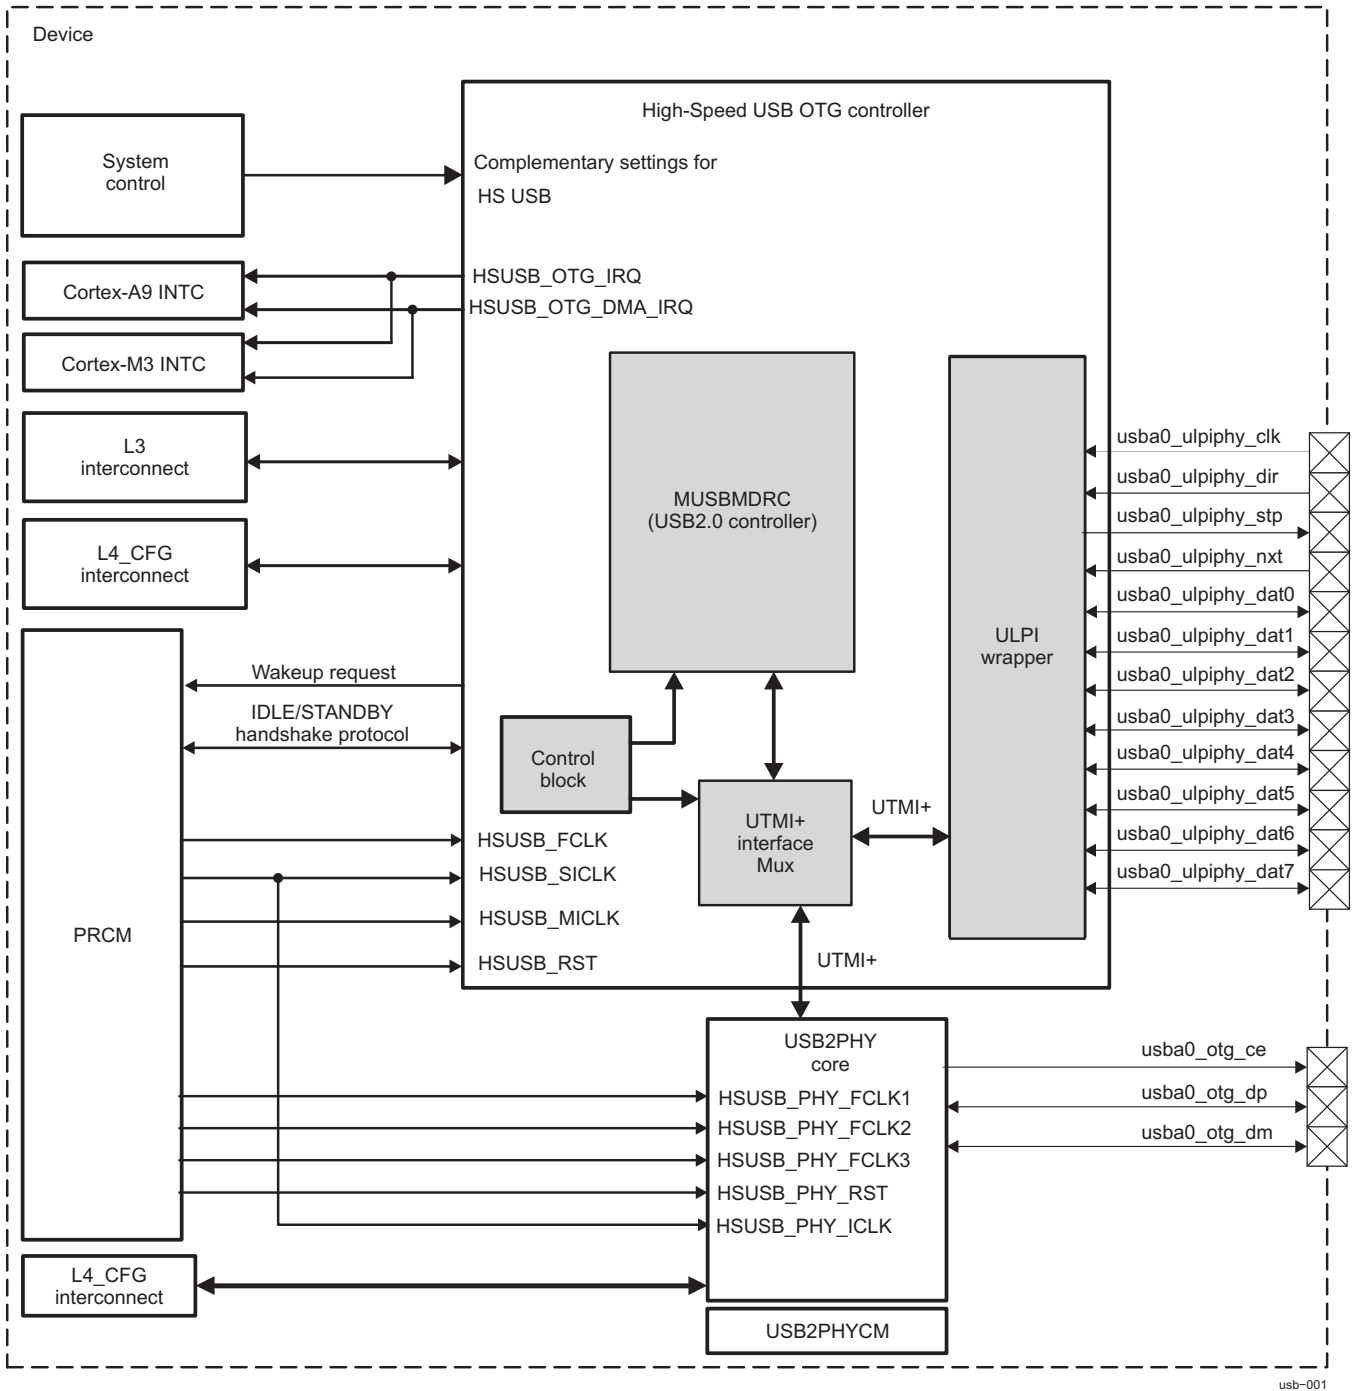 Device
High-Speed USB OTG controller
System
control
Complementary settings for
HS USB
Cortex-A9 INTC
HSUSB_OTG_IRQ
HSUSB_OTG_DMA_IRQ
Cortex-M3 INTC
L3
interconnect
L4_CFG
interconnect
MUSBMDRC
(USB2.0 controller)
ULPI
wrapper
usba0_ulpiphy_clk
usba0_ulpiphy_dir
usba0_ulpiphy_stp
usba0_ulpiphy_nxt
usba0_ulpiphy_dat0
usba0_ulpiphy_dat1
usba0_ulpiphy_dat2
usba0_ulpiphy_dat3
usba0_ulpiphy_dat4
usba0_ulpiphy_dat5
usba0_ulpiphy_dat6
usba0_ulpiphy_dat7
Wakeup request
IDLE/STANDBY
handshake protocol
Control
block
UTMI+
interface
Mux
UTMI+
PRCM
HSUSB_FCLK
HSUSB_SICLK
HSUSB_MICLK
HSUSB_RST
UTMI+
USB2PHY
core
HSUSB_PHY_FCLK1
HSUSB_PHY_FCLK2
HSUSB_PHY_FCLK3
HSUSB_PHY_RST
HSUSB_PHY_ICLK
usba0_otg_ce
usba0_otg_dp
usba0_otg_dm
L4_CFG
interconnect
USB2PHYCM
usb−001